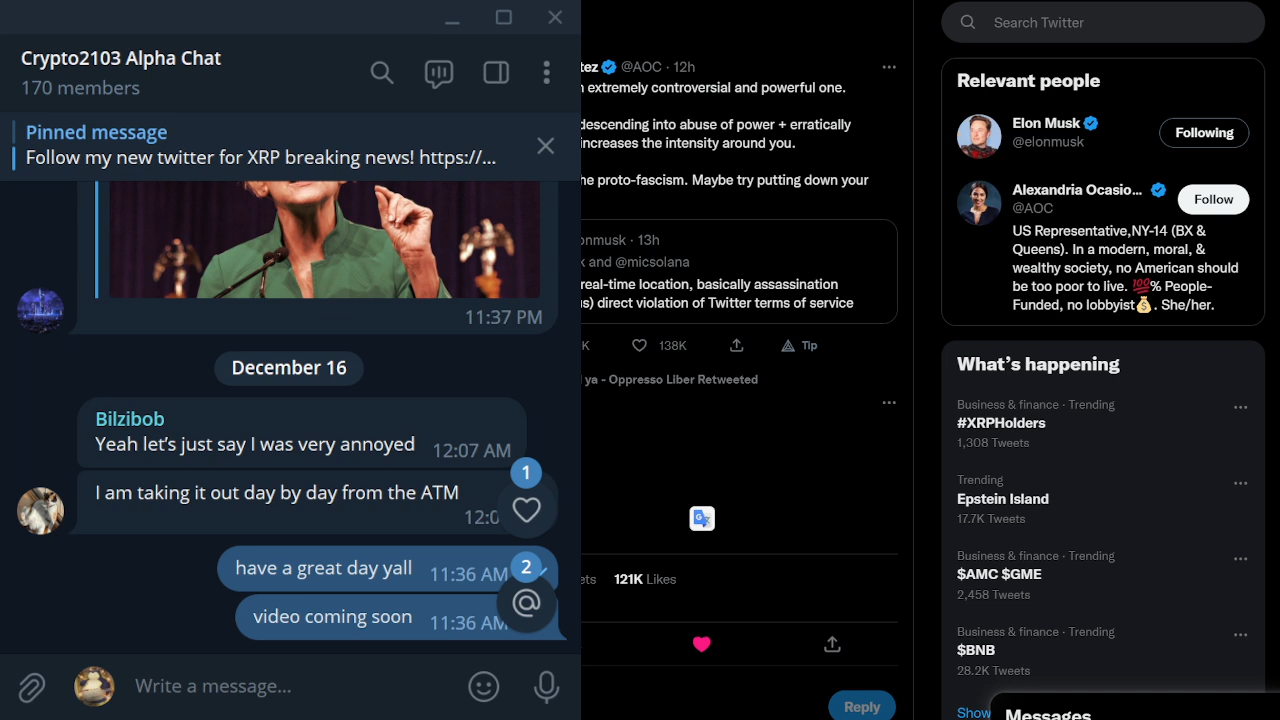 Crypto2103 Alpha Chat
170 members
Pinned message
Follow my new twitter for XRP breaking news! https://...
11:37 PM
December 16
Bilzibob
Yeah let's just say I was very annoyed
12:07 AM
I am taking it out day by day from the ATM
12:0
1
have a great day yall
11:36 AM
2
video coming soon
11:36 AM
Write a message...
tez @AOC · 12h
extremely controversial and powerful one.
descending into abuse of power + erratically
increases the intensity around you.
he proto-fascism. Maybe try putting down your
onmusk · 13h
k and @micsolana
real-time location, basically assassination
s) direct violation of Twitter terms of service
K
138K
Tip
ya - Oppresso Liber Retweeted
ets
121K Likes
Reply
Search Twitter
Relevant people
Elon Musk
@elonmusk
Following
Alexandria Ocasio...
@AOC
Follow
US Representative,NY-14 (BX &
Queens). In a modern, moral, &
wealthy society, no American should
be too poor to live. 💯% People-
Funded, no lobbyist💰. She/her.
What's happening
Business & finance · Trending
#XRPHolders
1,308 Tweets
Trending
Epstein Island
17.7K Tweets
Business & finance · Trending
$AMC $GME
2,458 Tweets
Business & finance · Trending
$BNB
28.2K Tweets
Show
Messages